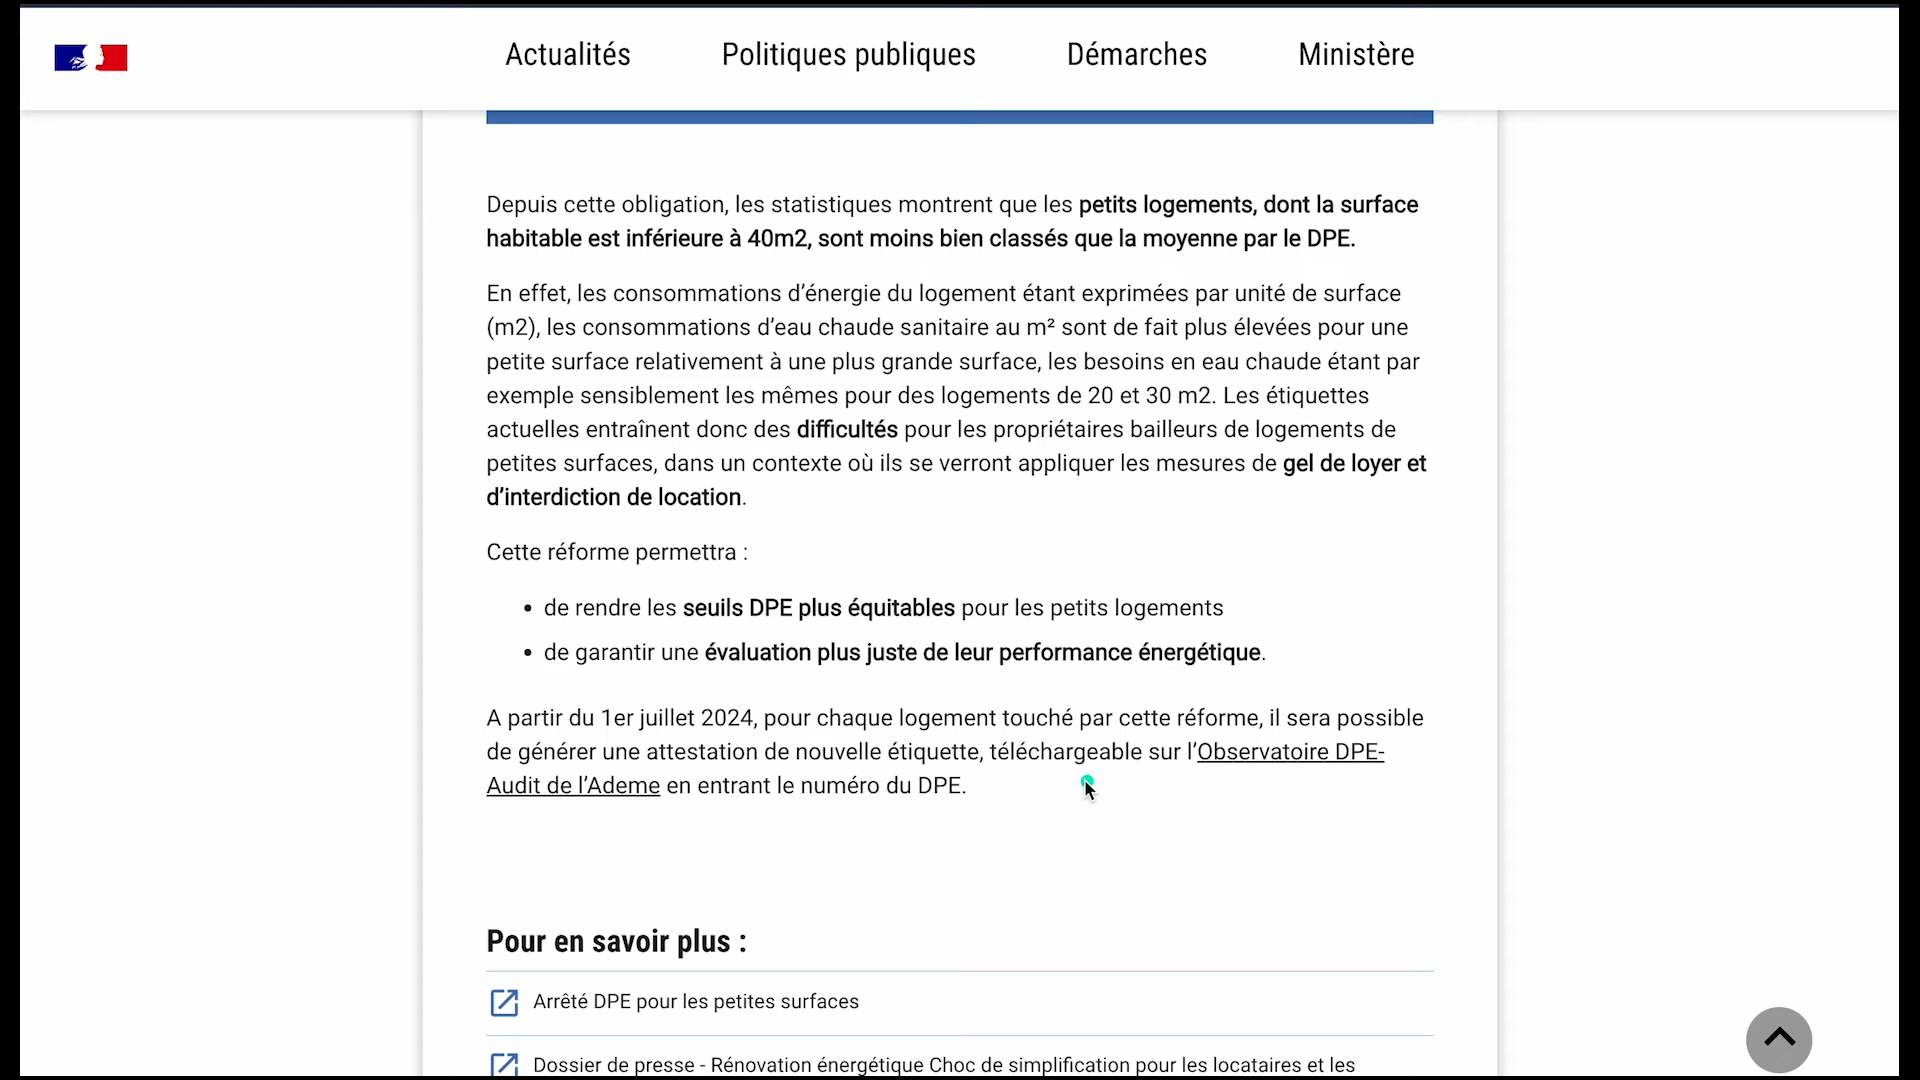 Actualités
Politiques publiques
Démarches
Ministère
Depuis cette obligation, les statistiques montrent que les petits logements, dont la surface
habitable est inférieure à 40m2, sont moins bien classés que la moyenne par le DPE.
En effet, les consommations d’énergie du logement étant exprimées par unité de surface
(m2), les consommations d’eau chaude sanitaire au m² sont de fait plus élevées pour une
petite surface relativement à une plus grande surface, les besoins en eau chaude étant par
exemple sensiblement les mêmes pour des logements de 20 et 30 m2. Les étiquettes
actuelles entraînent donc des difficultés pour les propriétaires bailleurs de logements de
petites surfaces, dans un contexte où ils se verront appliquer les mesures de gel de loyer et
d’interdiction de location.
Cette réforme permettra :
• de rendre les seuils DPE plus équitables pour les petits logements
• de garantir une évaluation plus juste de leur performance énergétique.
A partir du 1er juillet 2024, pour chaque logement touché par cette réforme, il sera possible
de générer une attestation de nouvelle étiquette, téléchargeable sur l’Observatoire DPE-
Audit de l’Ademe en entrant le numéro du DPE.
Pour en savoir plus :
Arrêté DPE pour les petites surfaces
Dossier de presse - Rénovation énergétique Choc de simplification pour les locataires et les